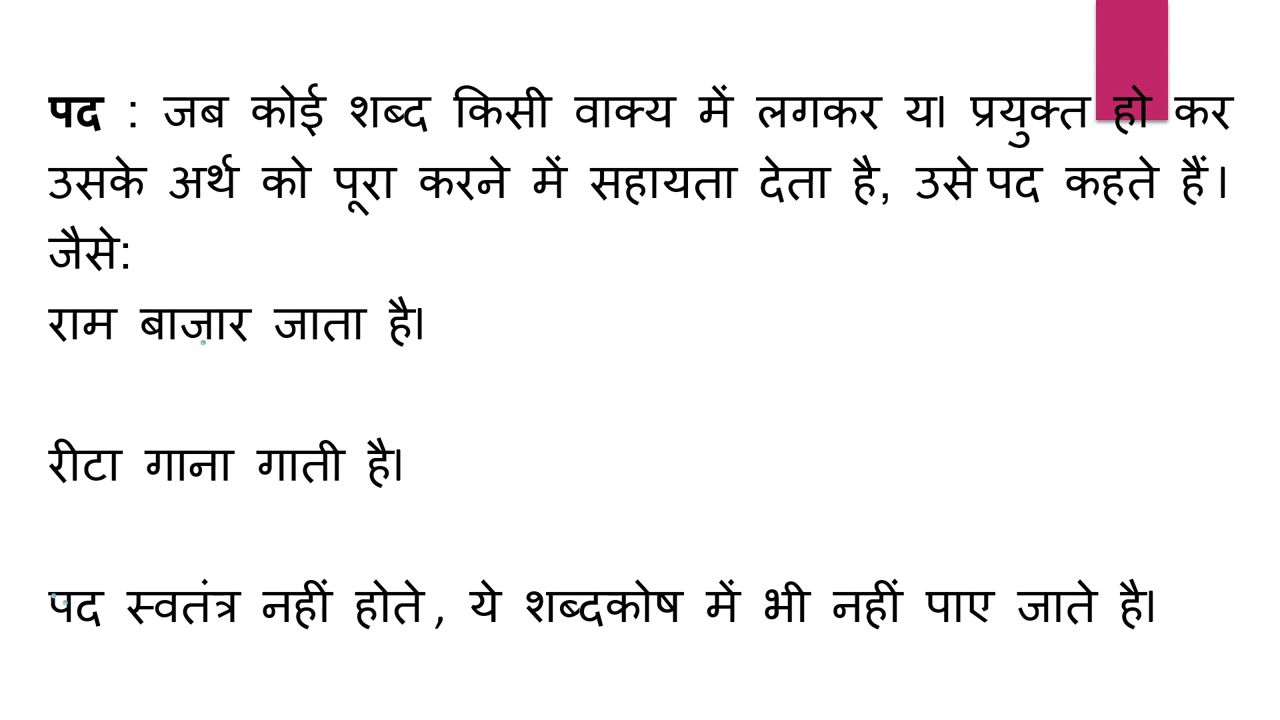 पद : जब कोई शब्द किसी वाक्य में लगकर या प्रयुक्त हो कर
उसके अर्थ को पूरा करने में सहायता देता है, उसे पद कहते हैं।
जैसे:
राम बाज़ार जाता है।
रीटा गाना गाती है।
पद स्वतंत्र नहीं होते, ये शब्दकोष में भी नहीं पाए जाते है।